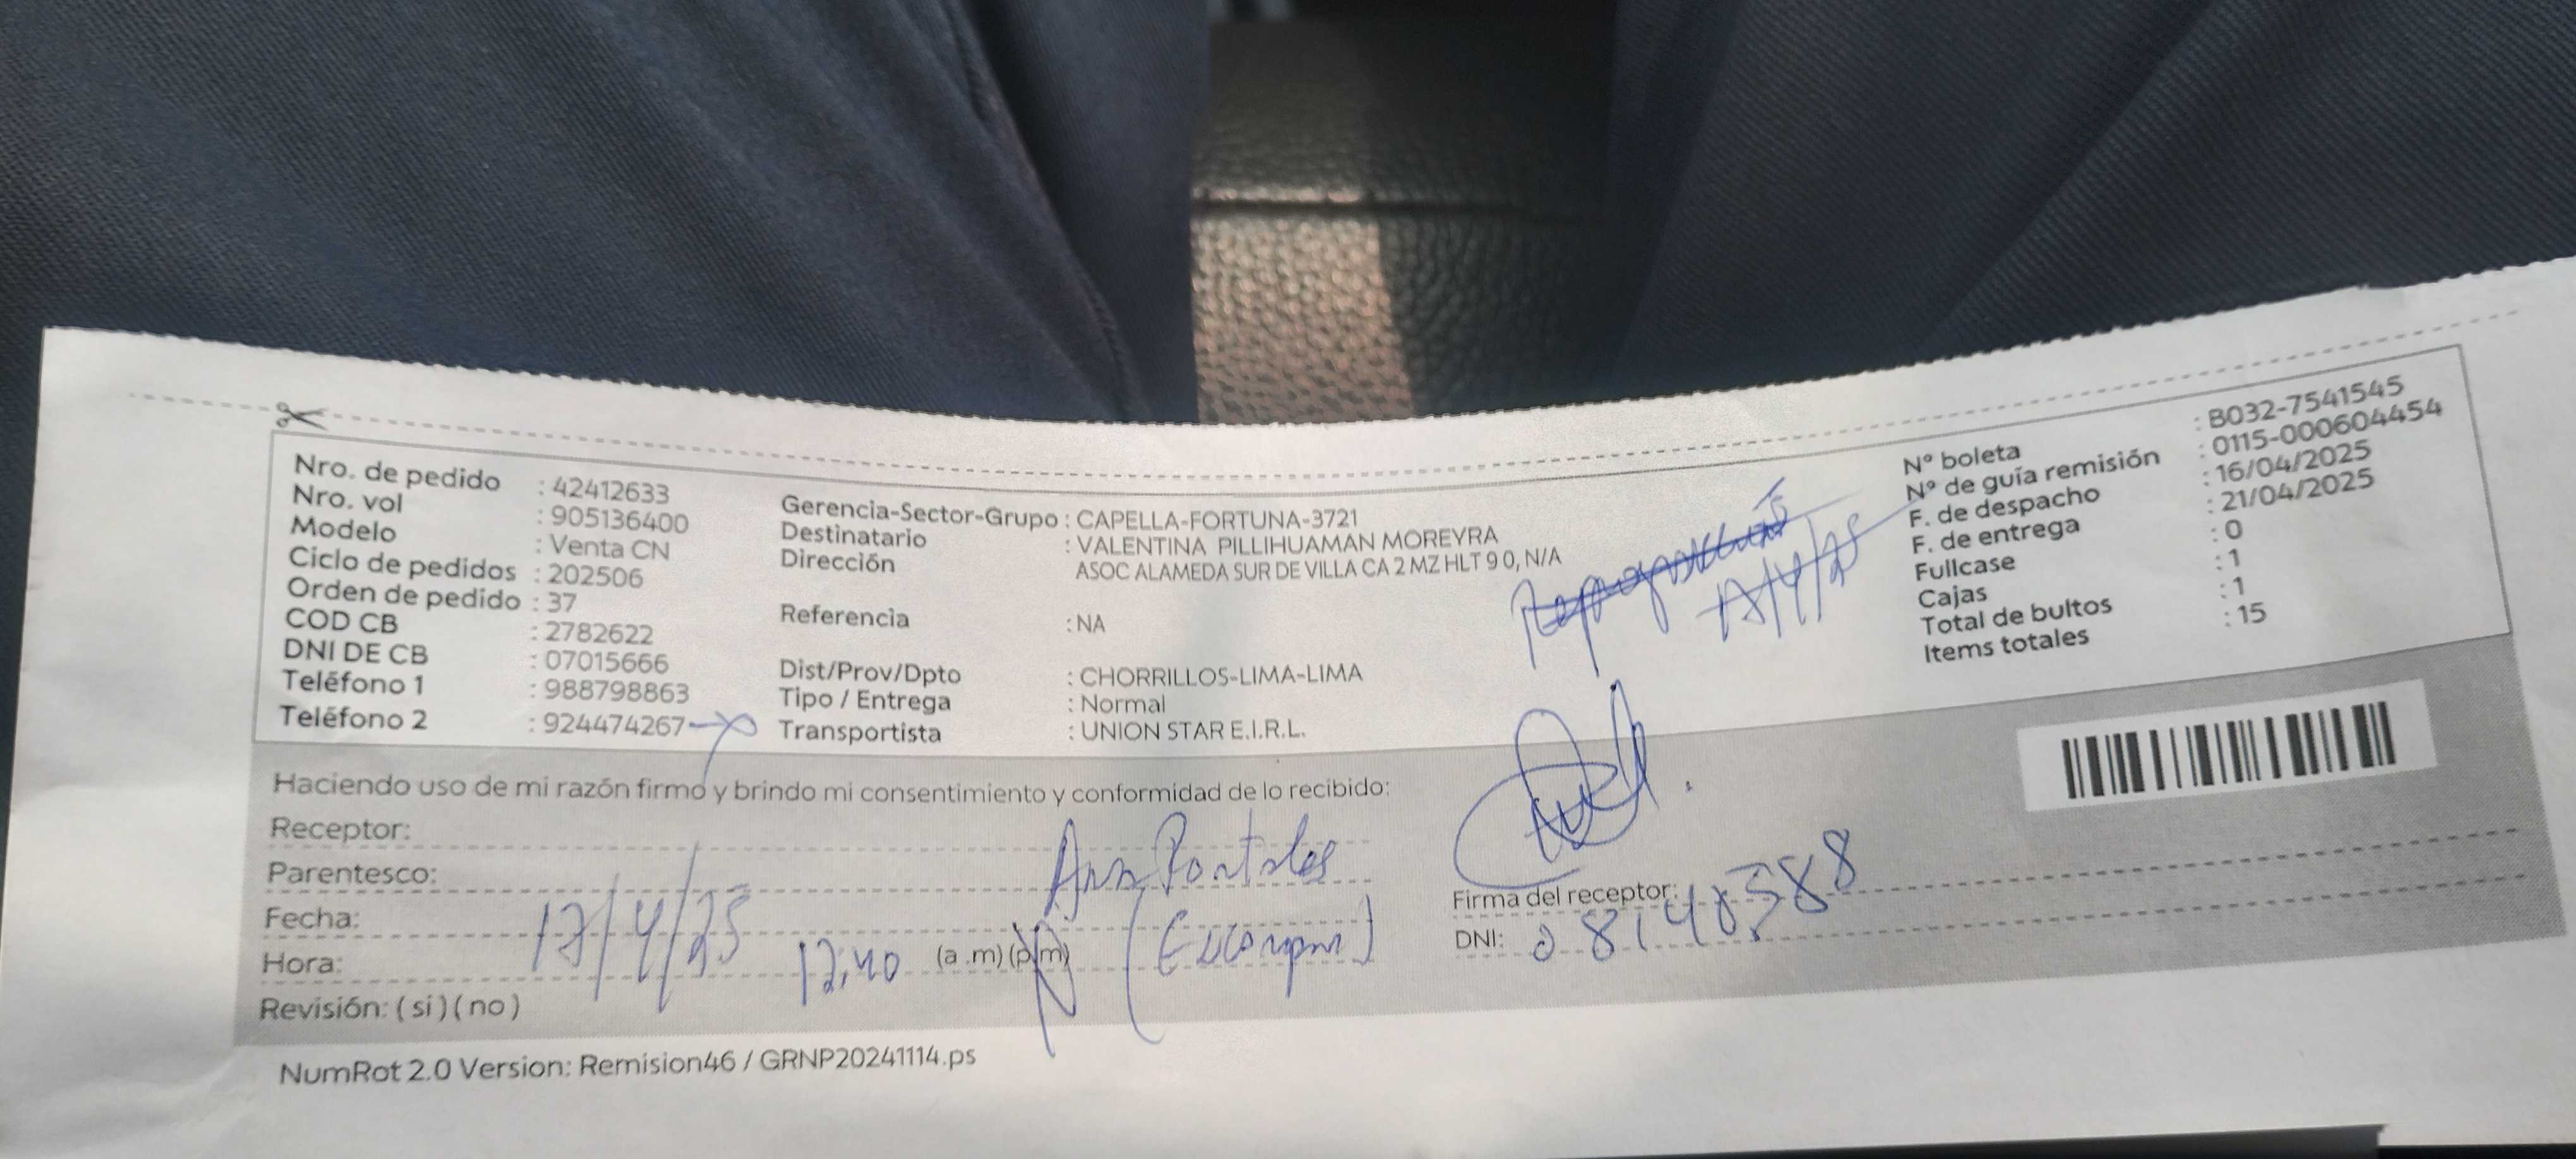 Nro. de pedido : 42412633
Nro. vol : 905136400
Modelo : Venta CN
Ciclo de pedidos : 202506
Orden de pedido : 37
COD CB : 2782622
DNI DE CB : 07015666
Teléfono 1 : 988798863
Teléfono 2 : 924474267
Gerencia-Sector-Grupo : CAPELLA-FORTUNA-3721
Destinatario : VALENTINA PILLIHUAMAN MOREYRA
Dirección ASOC ALAMEDA SUR DE VILLA CA 2 MZ HLT 9 0, N/A
Referencia : NA
Dist/Prov/Dpto : CHORRILLOS-LIMA-LIMA
Tipo / Entrega : Normal
Transportista : UNION STAR E.I.R.L.
17/4/25
N° boleta : B032-7541545
N° de guía remisión : 0115-000604454
F. de despacho : 16/04/2025
F. de entrega : 21/04/2025
Fullcase : 0
Cajas : 1
Total de bultos : 1
Items totales : 15
Haciendo uso de mi razón firmo y brindo mi consentimiento y conformidad de lo recibido:
Receptor:
Parentesco: Ana Portales
Fecha: 17/4/25
Hora: 12:40 (a .m) (p.m)
Revisión: ( si ) ( no )
Firma del receptor:
DNI: 08140588
NumRot 2.0 Version: Remision46 / GRNP20241114.ps